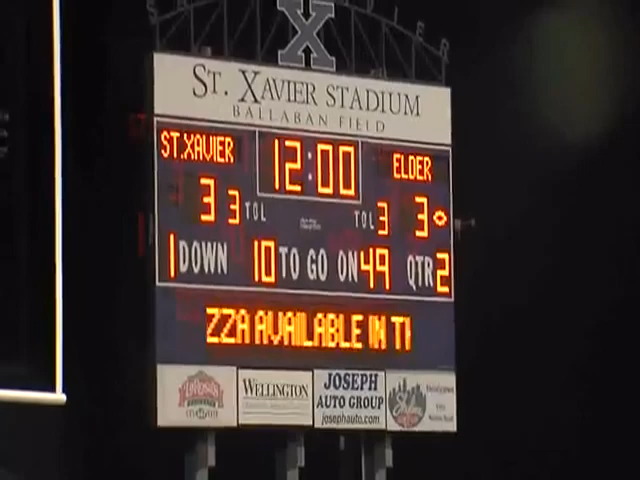 X
ST. XAVIER STADIUM
BALLABAN FIELD
ST.XAVIER 12:00 ELDER
3 3 TOL TOL 3 3
1 DOWN 10 TO GO ON 49 QTR 2
ZZA AVAILABLE IN T
LaRosa's WELLINGTON JOSEPH
AUTO GROUP
josephauto.com